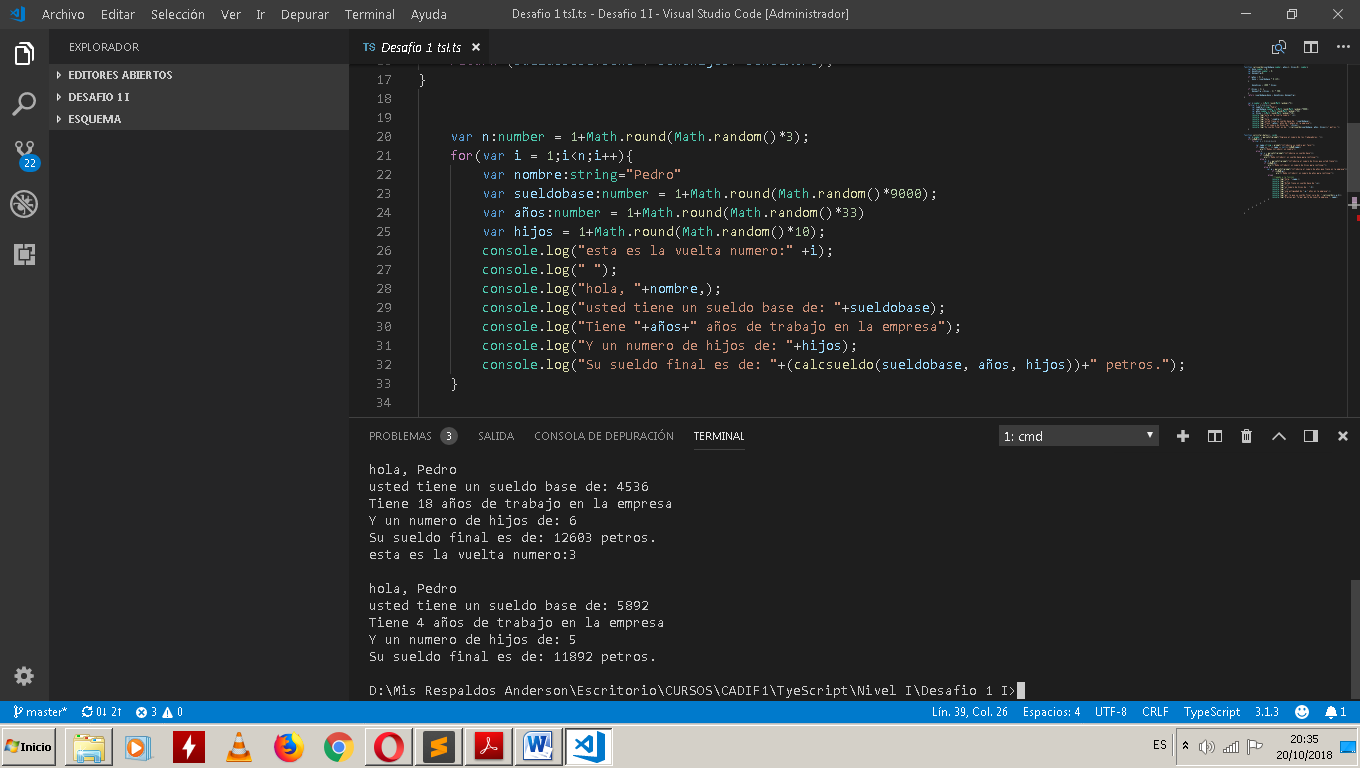 Archivo Editar Selección Ver Ir Depurar Terminal Ayuda Desafio 1 tsI.ts - Desafio 1 I - Visual Studio Code [Administrador]
EXPLORADOR
EDITORES ABIERTOS
DESAFIO 1 I
ESQUEMA
22
TS Desafio 1 tsI.ts
17 }
18
19
20 var n:number = 1+Math.round(Math.random()*3);
21 for(var i = 1;i<n;i++){
22 var nombre:string="Pedro"
23 var sueldobase:number = 1+Math.round(Math.random()*9000);
24 var años:number = 1+Math.round(Math.random()*33)
25 var hijos = 1+Math.round(Math.random()*10);
26 console.log("esta es la vuelta numero:" +i);
27 console.log(" ");
28 console.log("hola, "+nombre,);
29 console.log("usted tiene un sueldo base de: "+sueldobase);
30 console.log("Tiene "+años+" años de trabajo en la empresa");
31 console.log("Y un numero de hijos de: "+hijos);
32 console.log("Su sueldo final es de: "+(calcsueldo(sueldobase, años, hijos))+" petros.");
33 }
34
PROBLEMAS 3 SALIDA CONSOLA DE DEPURACIÓN TERMINAL 1: cmd
hola, Pedro
usted tiene un sueldo base de: 4536
Tiene 18 años de trabajo en la empresa
Y un numero de hijos de: 6
Su sueldo final es de: 12603 petros.
esta es la vuelta numero:3
hola, Pedro
usted tiene un sueldo base de: 5892
Tiene 4 años de trabajo en la empresa
Y un numero de hijos de: 5
Su sueldo final es de: 11892 petros.
D:\Mis Respaldos Anderson\Escritorio\CURSOS\CADIF1\TyeScript\Nivel I\Desafio 1 I>
master* 0↓ 2↑ 3 0 Lín. 39, Col. 26 Espacios: 4 UTF-8 CRLF TypeScript 3.1.3 1
Inicio ES 20:35
20/10/2018